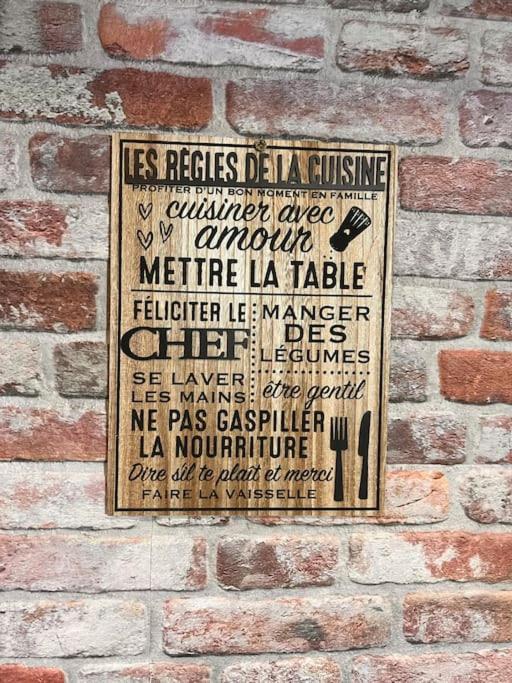 LES RÈGLES DE LA CUISINE
PROFITER D'UN BON MOMENT EN FAMILLE
cuisiner avec
amour
METTRE LA TABLE
FÉLICITER LE
CHEF
MANGER
DES
LÉGUMES
SE LAVER
LES MAINS
être gentil
NE PAS GASPILLER
LA NOURRITURE
Dire s'il te plaît et merci
FAIRE LA VAISSELLE